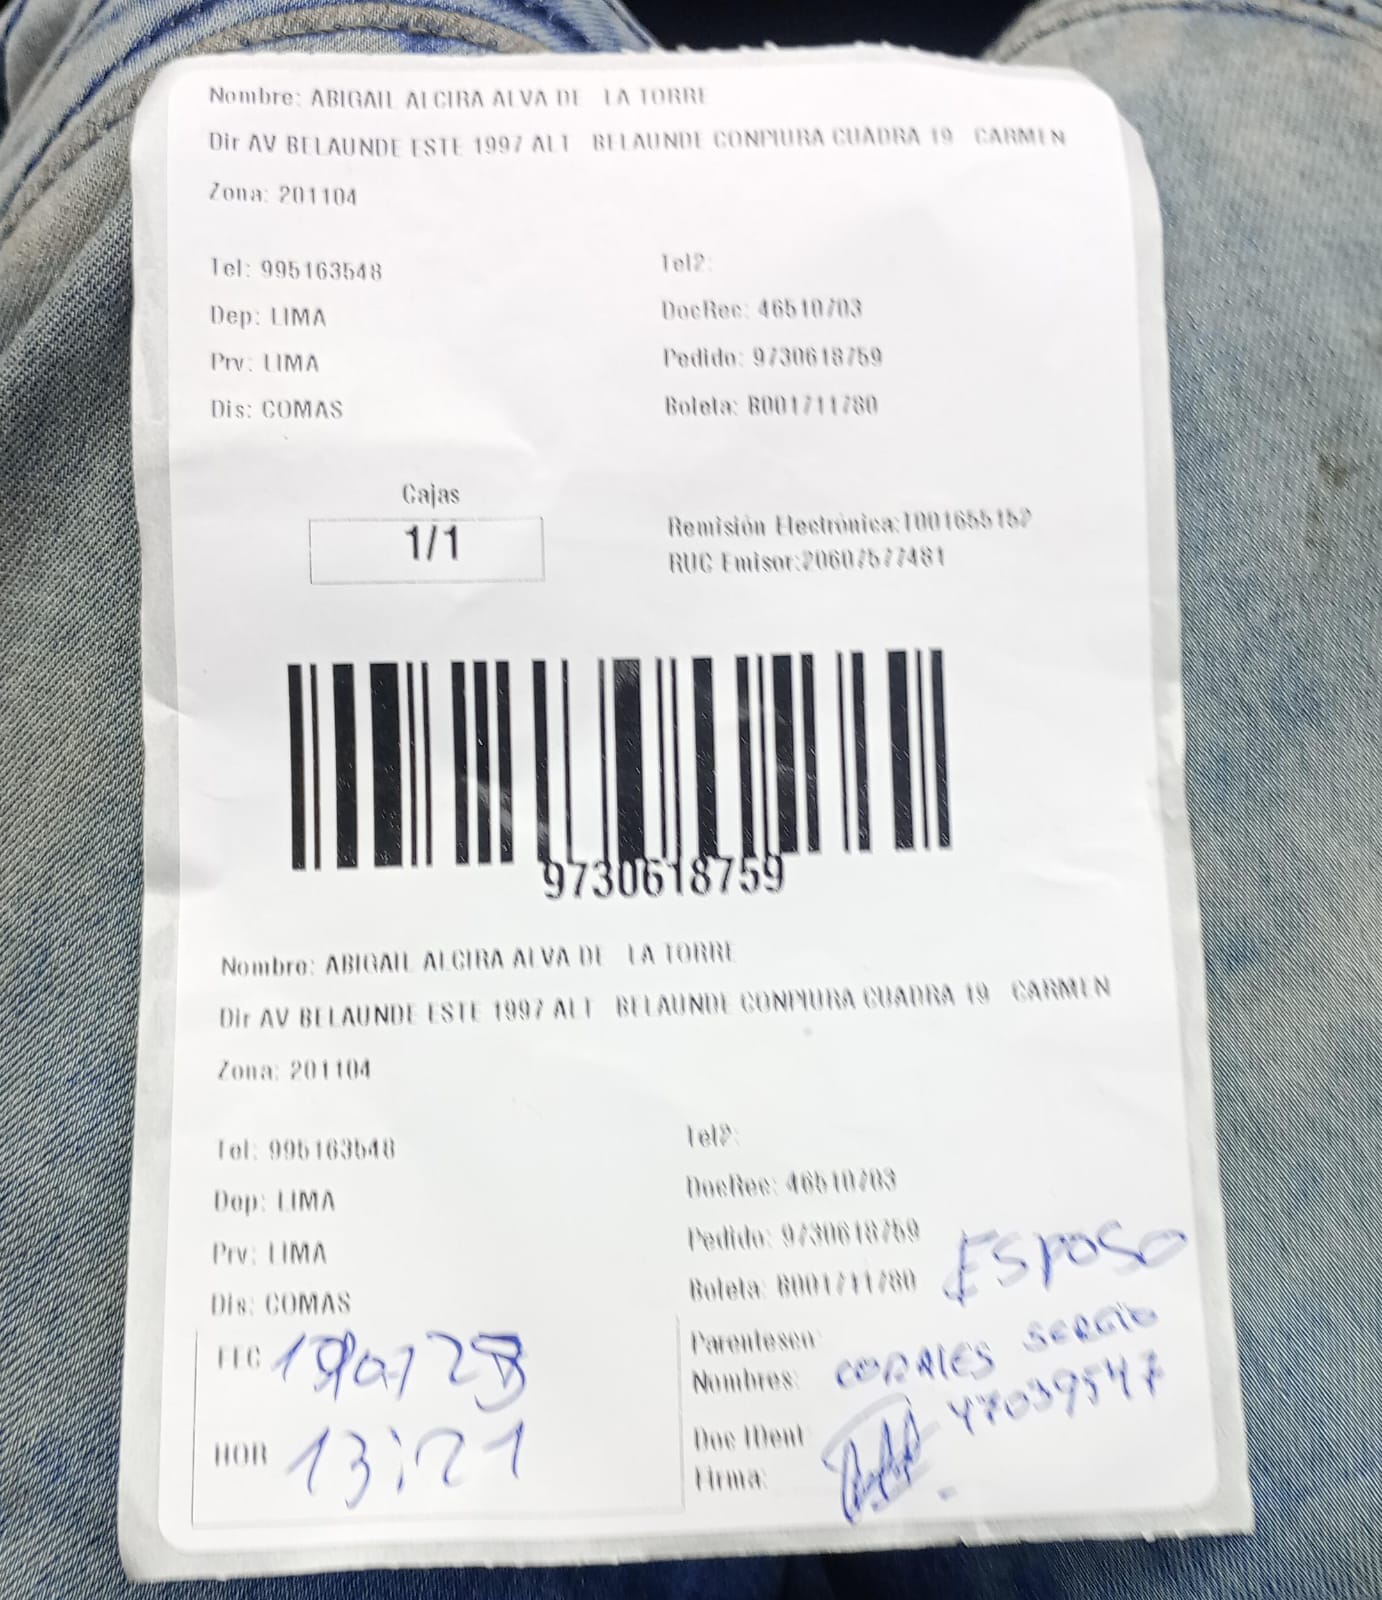 Nombre: ABIGAIL ALCIRA ALVA DE LA TORRE
Dir AV BELAUNDE ESTE 1997 ALT BELAUNDE CONPIURA CUADRA 19 CARMEN
Zona: 201104
Tel: 995163548 Tel2:
Dep: LIMA DocRec: 46510703
Prv: LIMA Pedido: 9730618759
Dis: COMAS Boleta: B001711780
Cajas
1/1
Remisión Electrónica:T001655152
RUC Emisor:20607577481
9730618759
Nombre: ABIGAIL ALCIRA ALVA DE LA TORRE
Dir AV BELAUNDE ESTE 1997 ALT BELAUNDE CONPIURA CUADRA 19 CARMEN
Zona: 201104
Tel: 995163548 Tel2:
Dep: LIMA DocRec: 46510703
Prv: LIMA Pedido: 9730618759
Dis: COMAS Boleta: B001711780
ESPOSO
FEC Parentesco:
Nombres: CORALES SERGIO
HOR 13:21 Doc IDent 47039547
Firma: